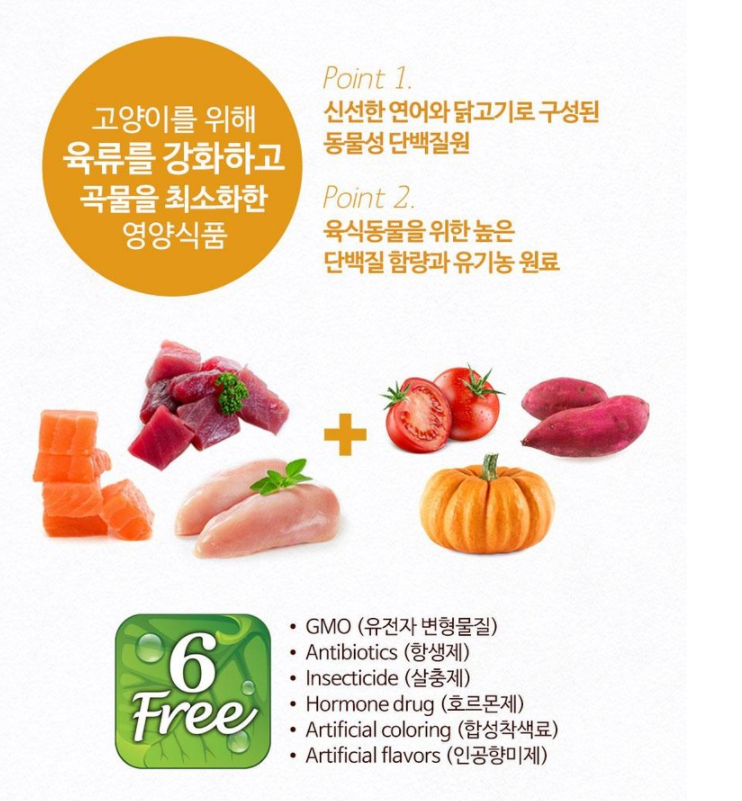 고양이를 위해
육류를 강화하고
곡물을 최소화한
영양식품
Point 1.
신선한 연어와 닭고기로 구성된
동물성 단백질원
Point 2.
육식동물을 위한 높은
단백질 함량과 유기농 원료
6
Free
• GMO (유전자 변형물질)
• Antibiotics (항생제)
• Insecticide (살충제)
• Hormone drug (호르몬제)
• Artificial coloring (합성착색료)
• Artificial flavors (인공향미제)